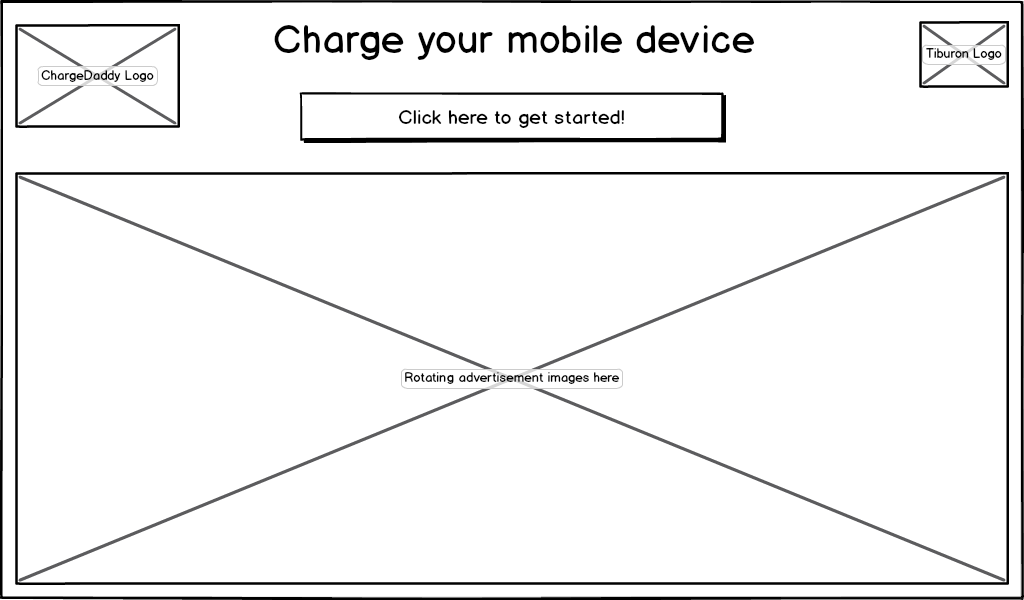 Charge your mobile device
ChargeDaddy Logo
Tiburon Logo
Click here to get started!
Rotating advertisement images here